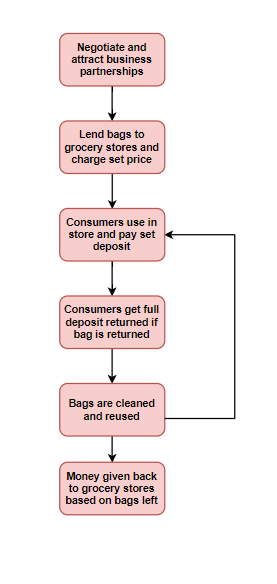 Negotiate and
attract business
partnerships
Lend bags to
grocery stores and
charge set price
Consumers use in
store and pay set
deposit
Consumers get full
deposit returned if
bag is returned
Bags are cleaned
and reused
Money given back
to grocery stores
based on bags left